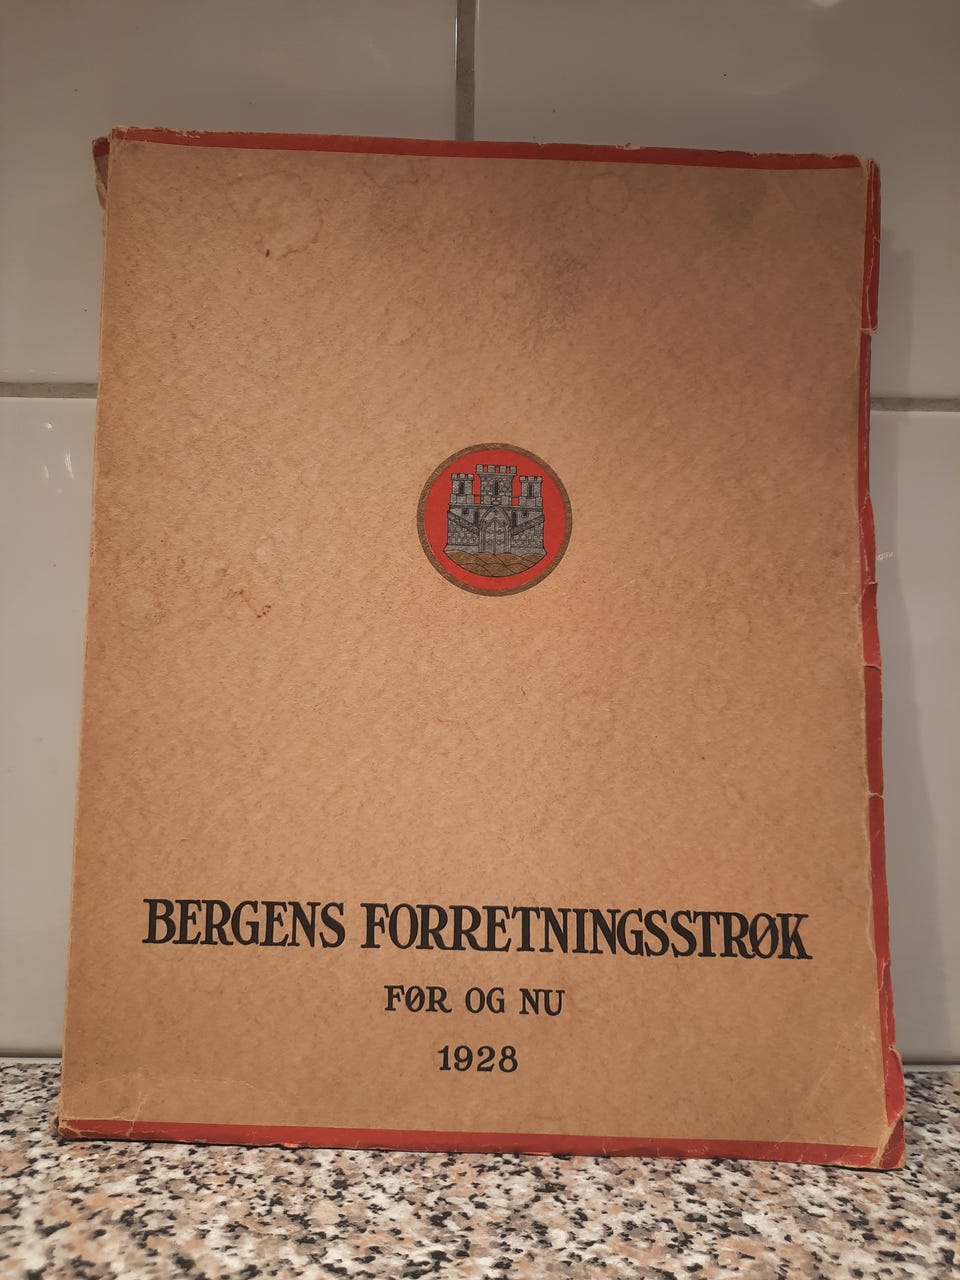 BERGENS FORRETNINGSSTRØK
FØR OG NU
1928